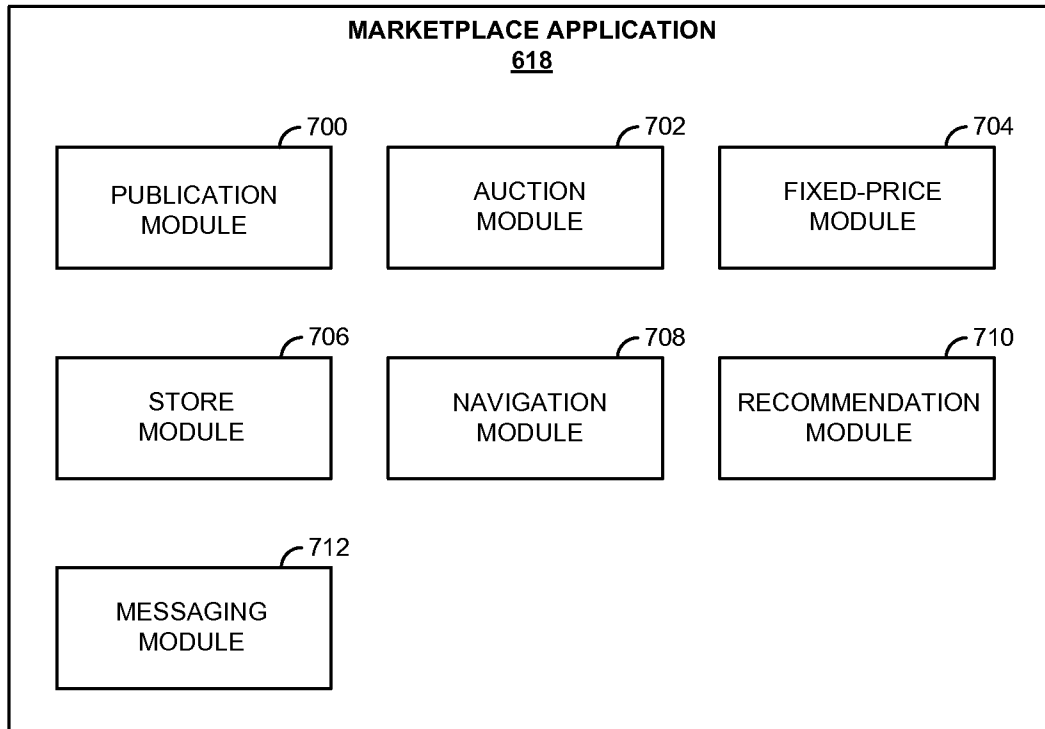 MARKETPLACE APPLICATION
618
700
702
704
PUBLICATION
MODULE
AUCTION
MODULE
FIXED-PRICE
MODULE
706
708
710
STORE
MODULE
NAVIGATION
MODULE
RECOMMENDATION
MODULE
712
MESSAGING
MODULE